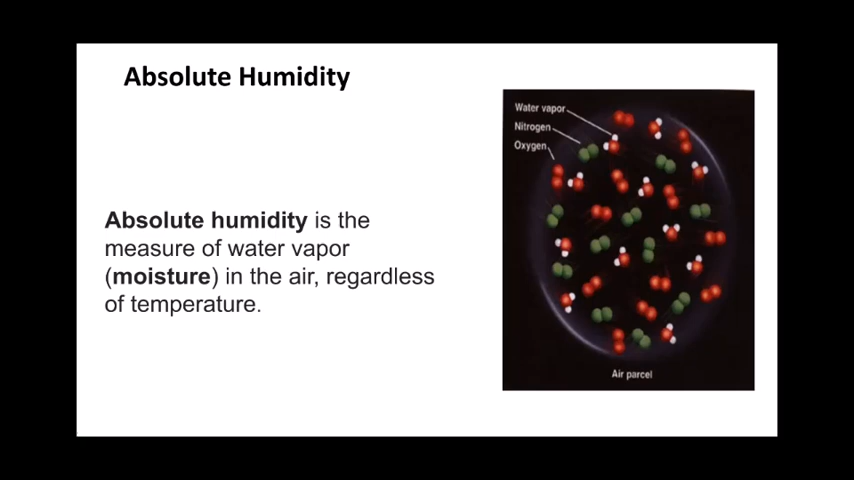 Absolute Humidity
Absolute humidity is the
measure of water vapor
(moisture) in the air, regardless
of temperature.
Water vapor
Nitrogen
Oxygen
Air parcel